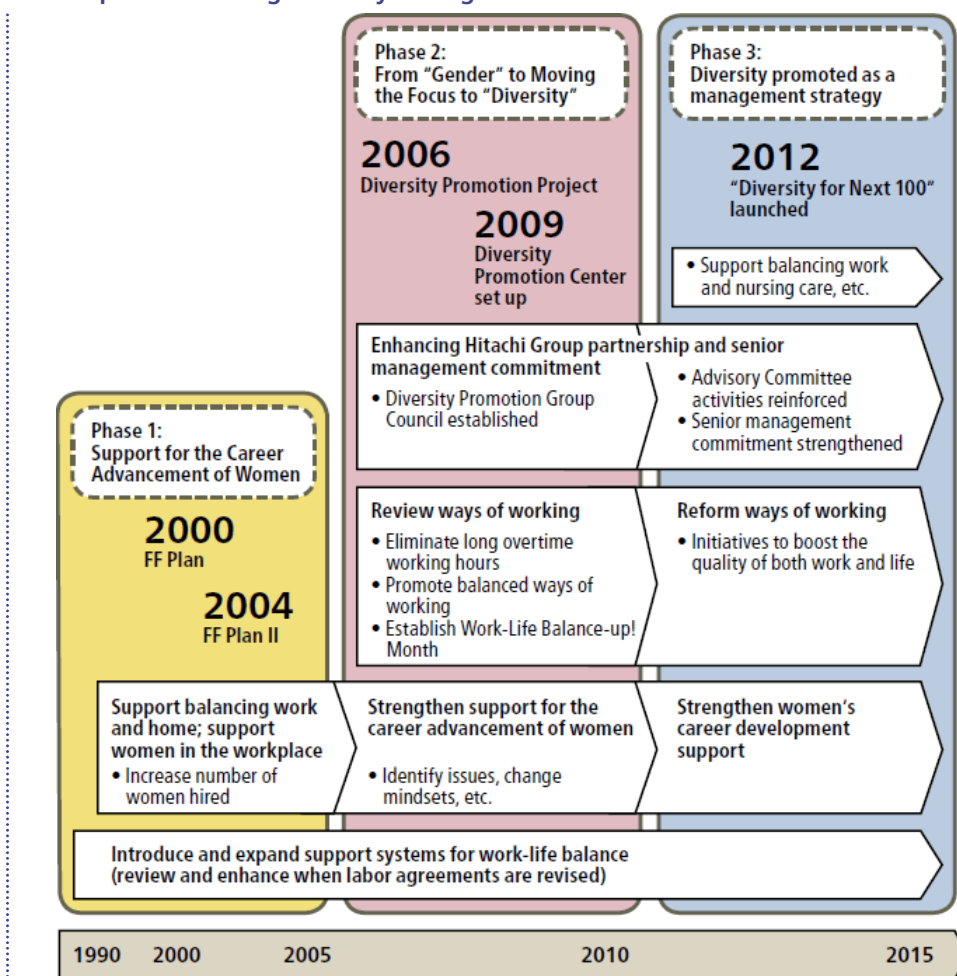 Phase 1:
Support for the Career
Advancement of Women
2000
FF Plan
2004
FF Plan II
Phase 2:
From “Gender” to Moving
the Focus to “Diversity”
2006
Diversity Promotion Project
2009
Diversity
Promotion Center
set up
Phase 3:
Diversity promoted as a
management strategy
2012
“Diversity for Next 100”
launched
• Support balancing work
and nursing care, etc.
Enhancing Hitachi Group partnership and senior
management commitment
• Diversity Promotion Group
Council established
• Advisory Committee
activities reinforced
• Senior management
commitment strengthened
Review ways of working
• Eliminate long overtime
working hours
• Promote balanced ways of
working
• Establish Work-Life Balance-up!
Month
Reform ways of working
• Initiatives to boost the
quality of both work and life
Support balancing work
and home; support
women in the workplace
• Increase number of
women hired
Strengthen support for the
career advancement of women
• Identify issues, change
mindsets, etc.
Strengthen women’s
career development
support
Introduce and expand support systems for work-life balance
(review and enhance when labor agreements are revised)
1990 2000 2005 2010 2015